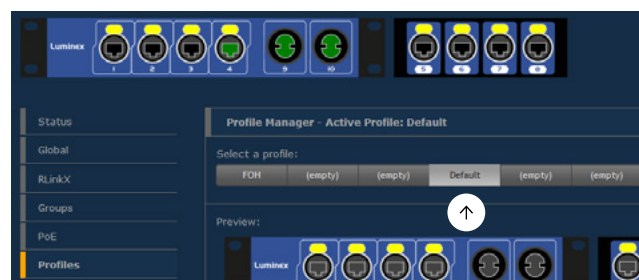 Luminex
1 2 3 4 9 10 5 6 7 8
Status
Profile Manager - Active Profile: Default
Global
Select a profile:
RLinkX
FOH (empty) (empty) Default (empty) (empty)
Groups
Preview:
PoE
Profiles
Luminex